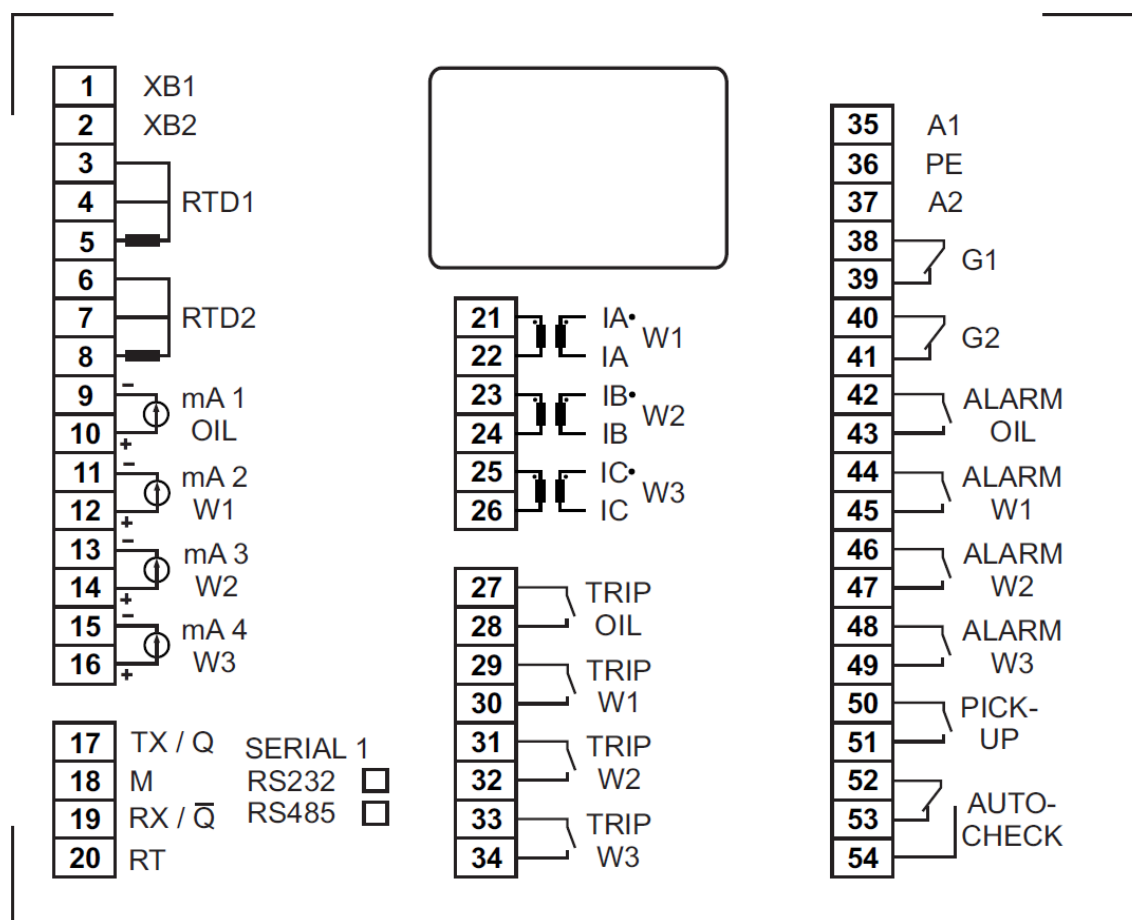 1 XB1
2 XB2
3
4 RTD1
5
6
7 RTD2
8
9 − mA 1
10 + OIL
11 − mA 2
12 + W1
13 − mA 3
14 + W2
15 − mA 4
16 + W3
17 TX / Q SERIAL 1
18 M RS232
19 RX / Q̅ RS485
20 RT
21 IA• W1
22 IA
23 IB• W2
24 IB
25 IC• W3
26 IC
27 TRIP
28 OIL
29 TRIP
30 W1
31 TRIP
32 W2
33 TRIP
34 W3
35 A1
36 PE
37 A2
38 G1
39
40 G2
41
42 ALARM
43 OIL
44 ALARM
45 W1
46 ALARM
47 W2
48 ALARM
49 W3
50 PICK-
51 UP
52
53 AUTO-
54 CHECK